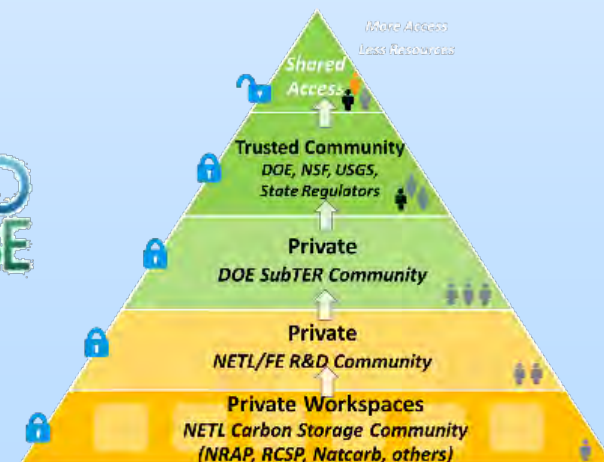 More Access
Less Resources
Shared
Access
Trusted Community
DOE, NSF, USGS,
State Regulators
Private
DOE SubTER Community
Private
NETL/FE R&D Community
Private Workspaces
NETL Carbon Storage Community
(NRAP, RCSP, Natcarb, others)